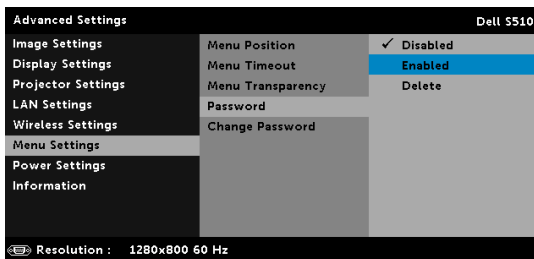 Advanced Settings Dell S510
Image Settings Menu Position ✓ Disabled
Display Settings Menu Timeout Enabled
Projector Settings Menu Transparency Delete
LAN Settings Password
Wireless Settings Change Password
Menu Settings
Power Settings
Information
Resolution : 1280x800 60 Hz